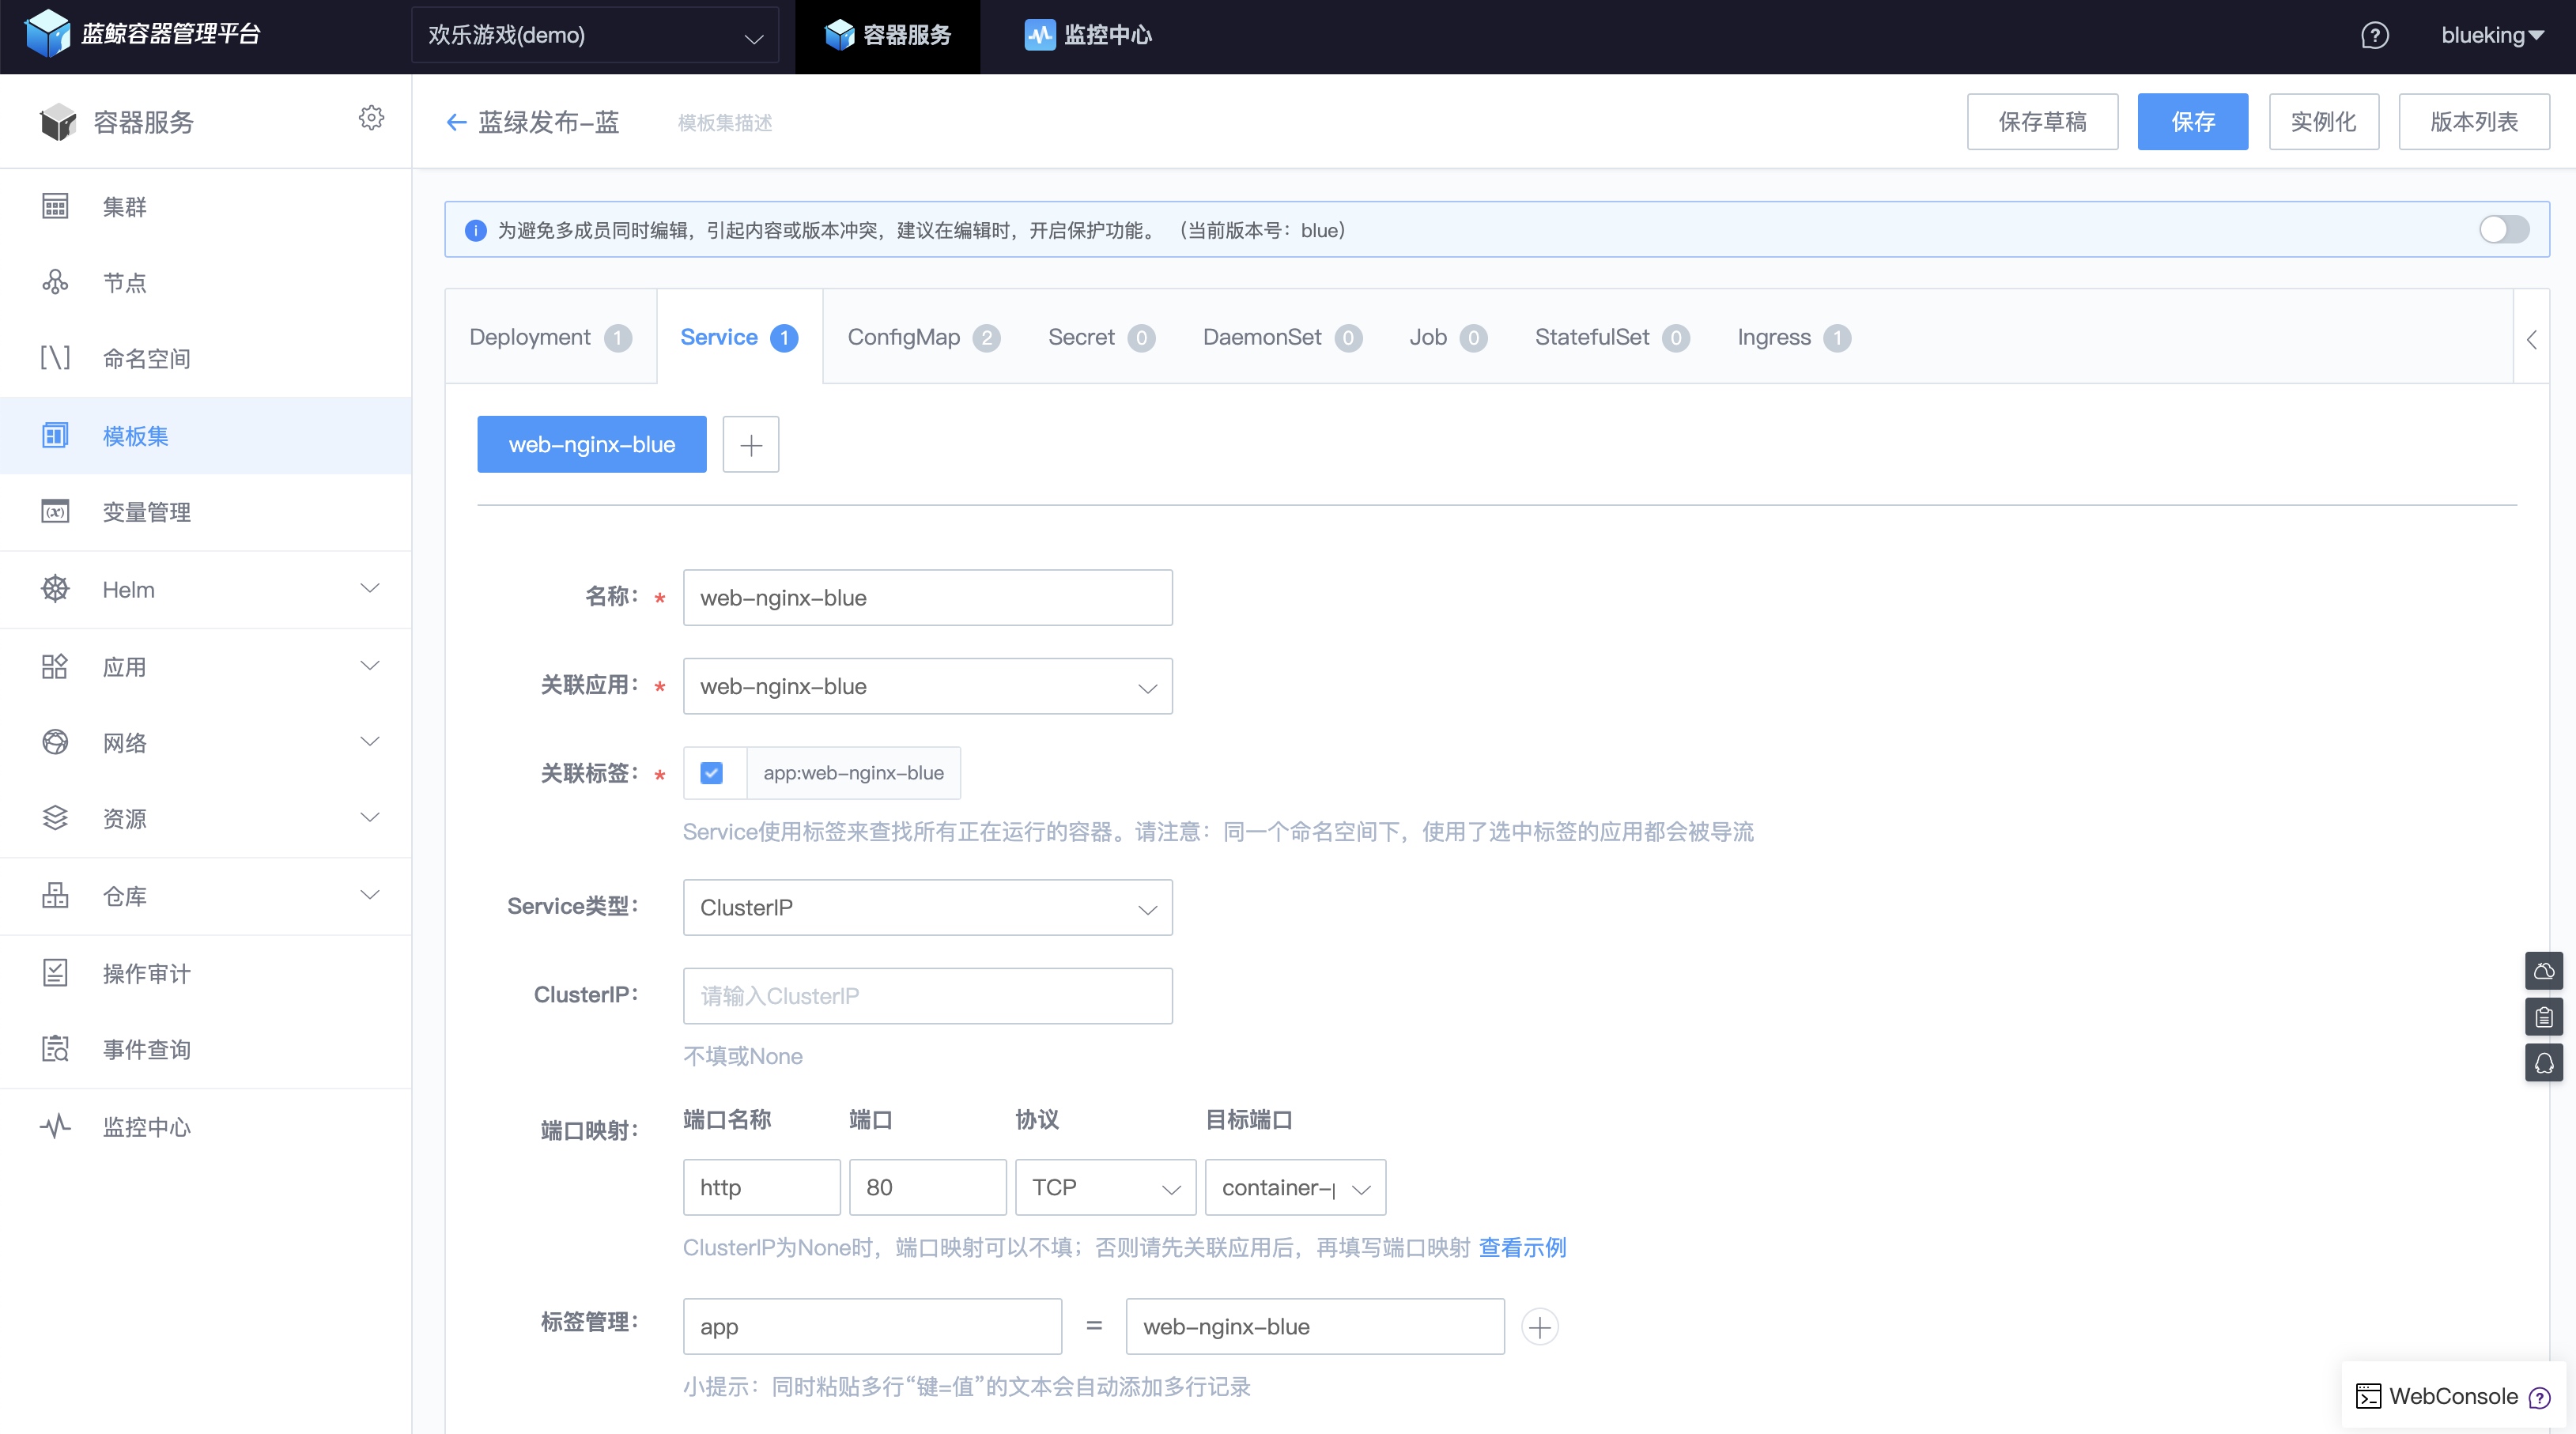 蓝鲸容器管理平台
欢乐游戏(demo)
容器服务
监控中心
blueking
容器服务
蓝绿发布-蓝
模板集描述
保存草稿
保存
实例化
版本列表
集群
节点
命名空间
模板集
变量管理
Helm
应用
网络
资源
仓库
操作审计
事件查询
监控中心
为避免多成员同时编辑，引起内容或版本冲突，建议在编辑时，开启保护功能。（当前版本号：blue）
Deployment 1
Service 1
ConfigMap 2
Secret 0
DaemonSet 0
Job 0
StatefulSet 0
Ingress 1
web-nginx-blue
名称： * web-nginx-blue
关联应用： * web-nginx-blue
关联标签： * app:web-nginx-blue
Service使用标签来查找所有正在运行的容器。请注意：同一个命名空间下，使用了选中标签的应用都会被导流
Service类型： ClusterIP
ClusterIP： 请输入ClusterIP
不填或None
端口映射： 端口名称 端口 协议 目标端口
http 80 TCP container-
ClusterIP为None时，端口映射可以不填；否则请先关联应用后，再填写端口映射 查看示例
标签管理： app = web-nginx-blue
小提示：同时粘贴多行“键=值”的文本会自动添加多行记录
WebConsole